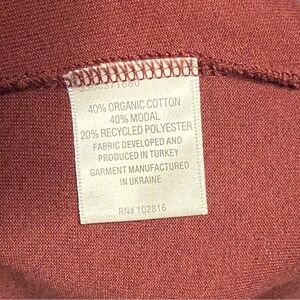 40% ORGANIC COTTON
40% MODAL
20% RECYCLED POLYESTER
FABRIC DEVELOPED AND
PRODUCED IN TURKEY
GARMENT MANUFACTURED
IN UKRAINE
RN# 102816